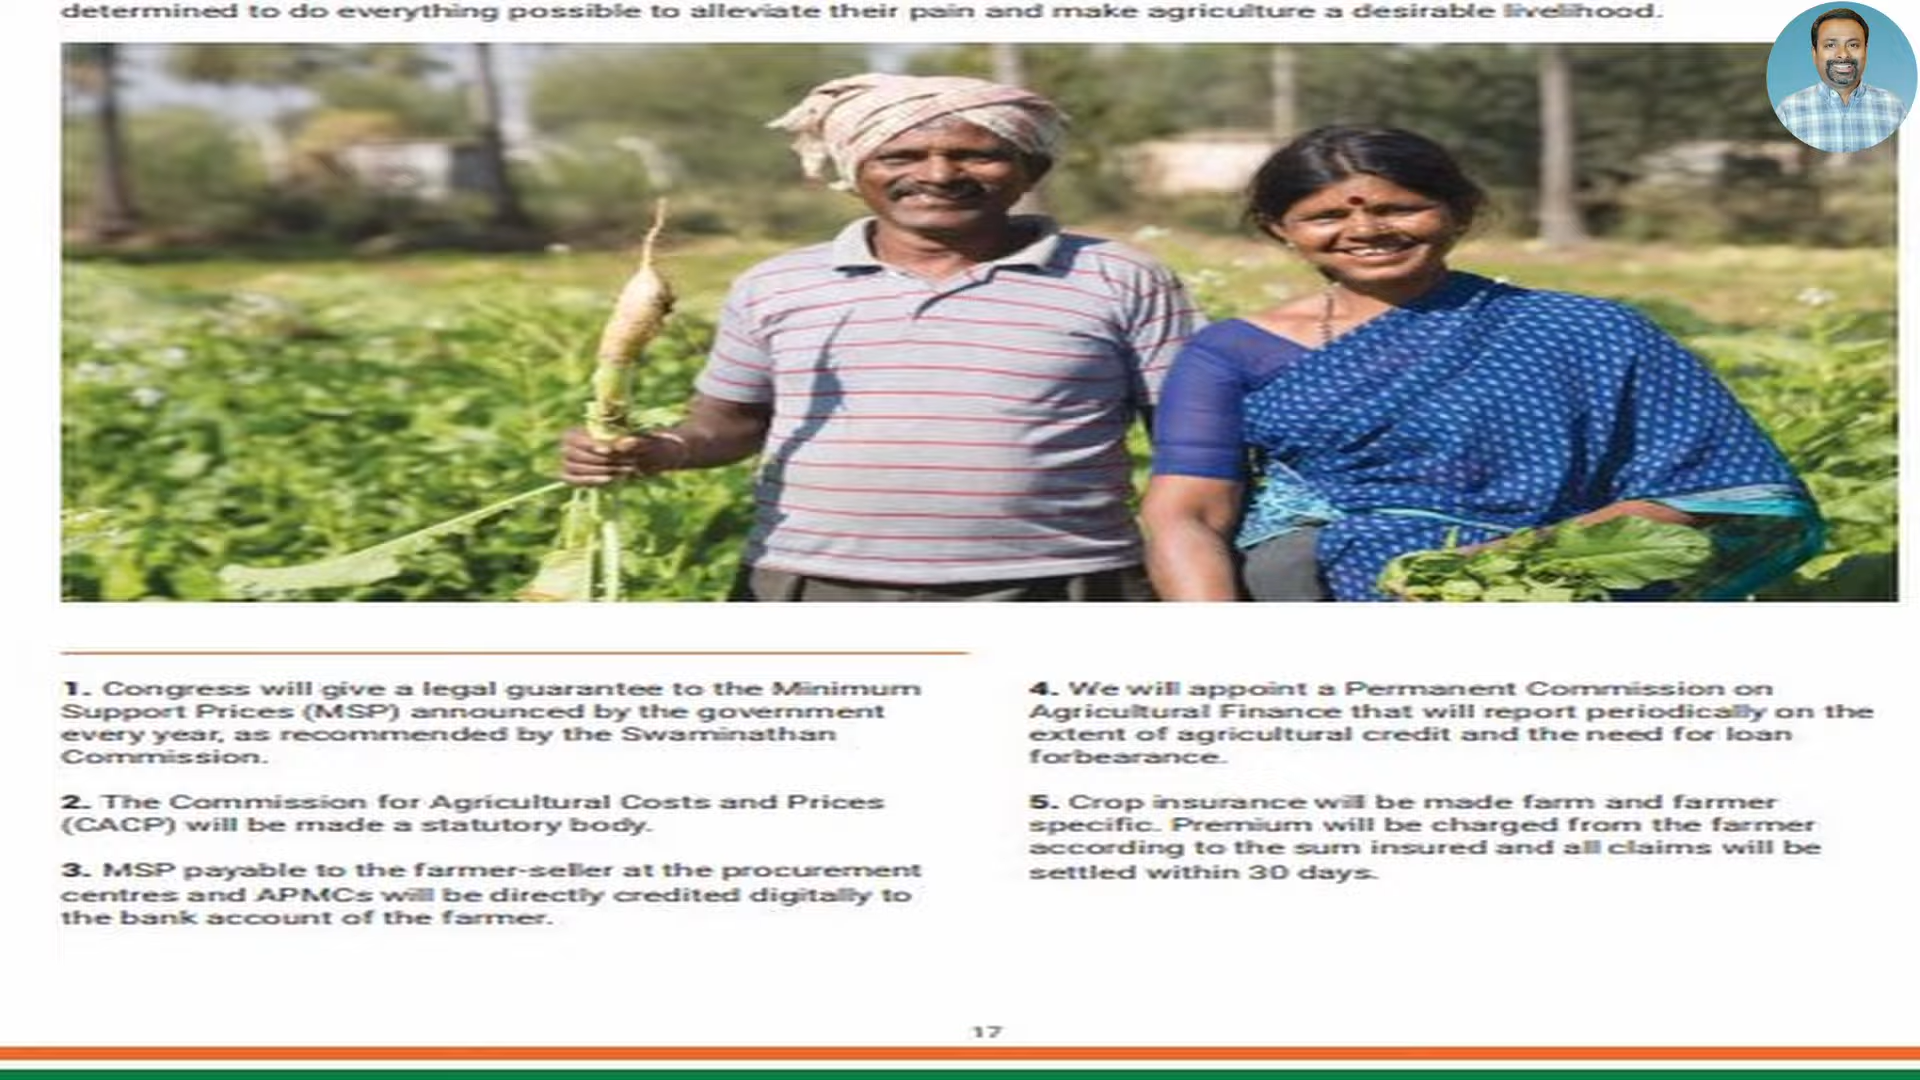 determined to do everything possible to alleviate their pain and make agriculture a desirable livelihood.
1. Congress will give a legal guarantee to the Minimum
Support Prices (MSP) announced by the government
every year, as recommended by the Swaminathan
Commission.
2. The Commission for Agricultural Costs and Prices
(CACP) will be made a statutory body.
3. MSP payable to the farmer-seller at the procurement
centres and APMCs will be directly credited digitally to
the bank account of the farmer.
4. We will appoint a Permanent Commission on
Agricultural Finance that will report periodically on the
extent of agricultural credit and the need for loan
forbearance.
5. Crop insurance will be made farm and farmer
specific. Premium will be charged from the farmer
according to the sum insured and all claims will be
settled within 30 days.
17